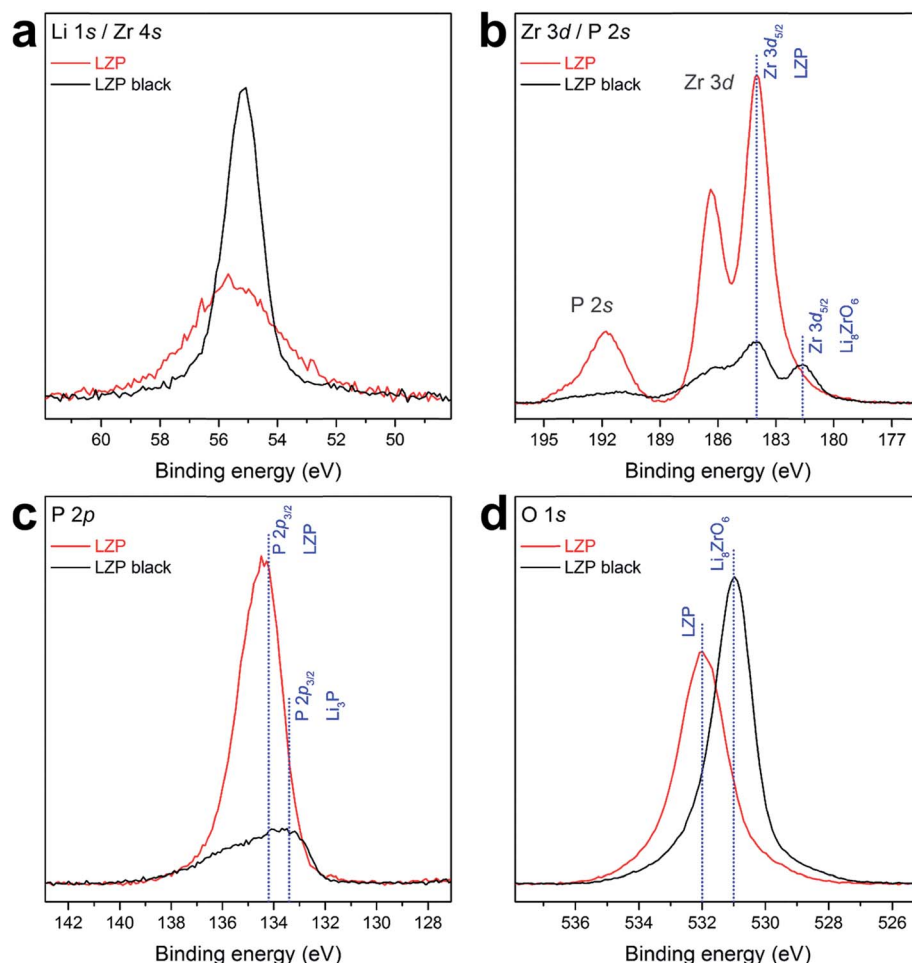 a
Li 1s / Zr 4s
LZP
LZP black
60
58
56
54
52
50
Binding energy (eV)
b
Zr 3d / P 2s
LZP
LZP black
P 2s
Zr 3d
Zr 3d5/2
LZP
Zr 3d5/2
Li8ZrO6
195
192
189
186
183
180
177
Binding energy (eV)
c
P 2p
LZP
LZP black
P 2p3/2
LZP
P 2p3/2
Li3P
142
140
138
136
134
132
130
128
Binding energy (eV)
d
O 1s
LZP
LZP black
LZP
Li8ZrO6
536
534
532
530
528
526
Binding energy (eV)